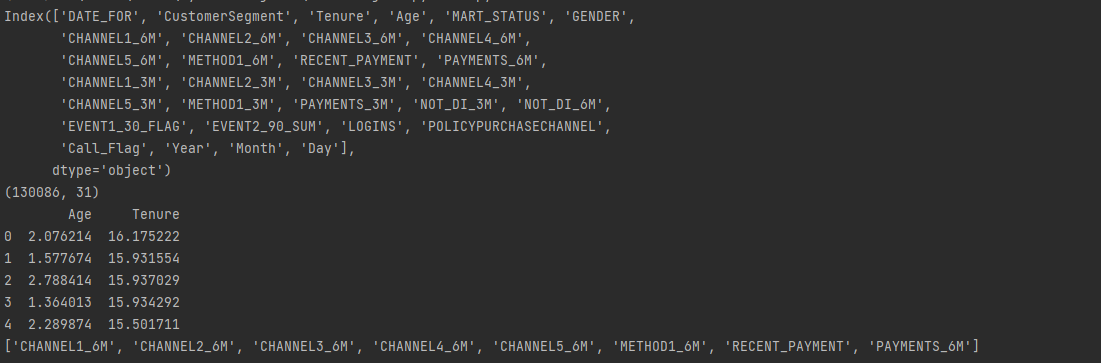 Index(['DATE_FOR', 'CustomerSegment', 'Tenure', 'Age', 'MART_STATUS', 'GENDER',
'CHANNEL1_6M', 'CHANNEL2_6M', 'CHANNEL3_6M', 'CHANNEL4_6M',
'CHANNEL5_6M', 'METHOD1_6M', 'RECENT_PAYMENT', 'PAYMENTS_6M',
'CHANNEL1_3M', 'CHANNEL2_3M', 'CHANNEL3_3M', 'CHANNEL4_3M',
'CHANNEL5_3M', 'METHOD1_3M', 'PAYMENTS_3M', 'NOT_DI_3M', 'NOT_DI_6M',
'EVENT1_30_FLAG', 'EVENT2_90_SUM', 'LOGINS', 'POLICYPURCHASECHANNEL',
'Call_Flag', 'Year', 'Month', 'Day'],
dtype='object')
(130086, 31)
Age Tenure
0 2.076214 16.175222
1 1.577674 15.931554
2 2.788414 15.937029
3 1.364013 15.934292
4 2.289874 15.501711
['CHANNEL1_6M', 'CHANNEL2_6M', 'CHANNEL3_6M', 'CHANNEL4_6M', 'CHANNEL5_6M', 'METHOD1_6M', 'RECENT_PAYMENT', 'PAYMENTS_6M']